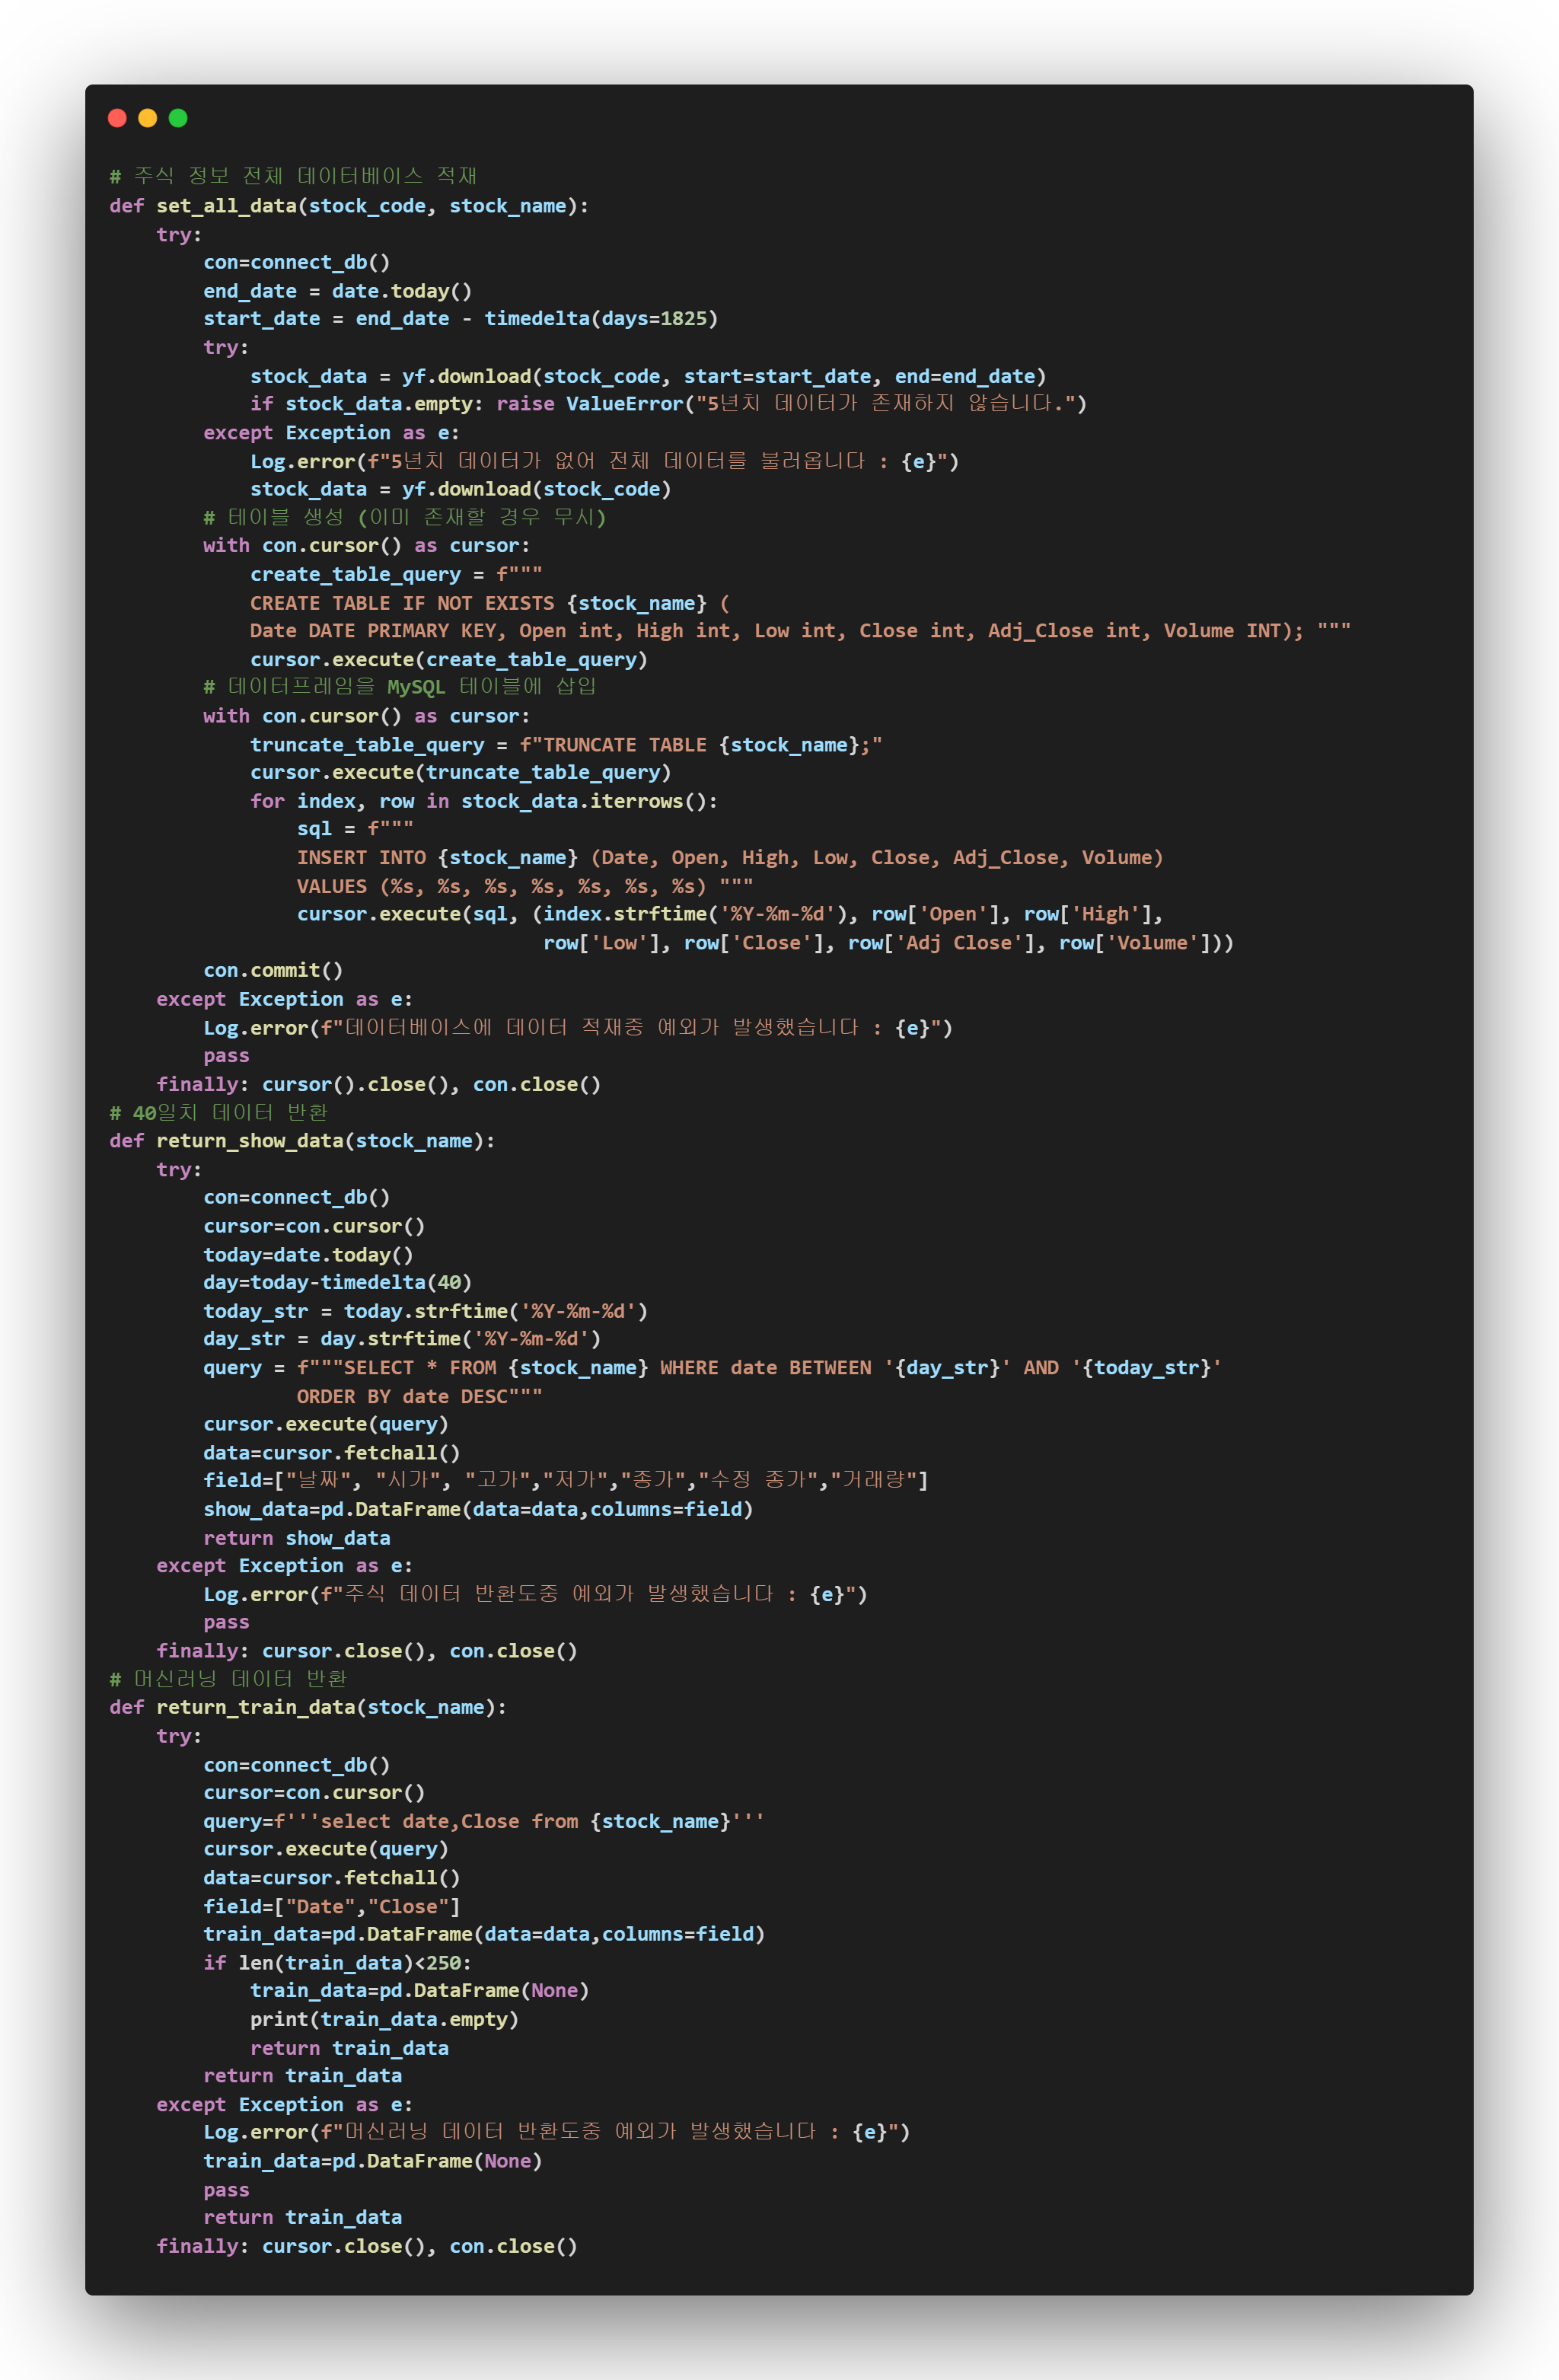 # 주식 정보 전체 데이터베이스 적재
def set_all_data(stock_code, stock_name):
    try:
        con=connect_db()
        end_date = date.today()
        start_date = end_date - timedelta(days=1825)
        try:
            stock_data = yf.download(stock_code, start=start_date, end=end_date)
            if stock_data.empty: raise ValueError("5년치 데이터가 존재하지 않습니다.")
        except Exception as e:
            Log.error(f"5년치 데이터가 없어 전체 데이터를 불러옵니다 : {e}")
            stock_data = yf.download(stock_code)
        # 테이블 생성 (이미 존재할 경우 무시)
        with con.cursor() as cursor:
            create_table_query = f"""
            CREATE TABLE IF NOT EXISTS {stock_name} (
            Date DATE PRIMARY KEY, Open int, High int, Low int, Close int, Adj_Close int, Volume INT); """
            cursor.execute(create_table_query)
        # 데이터프레임을 MySQL 테이블에 삽입
        with con.cursor() as cursor:
            truncate_table_query = f"TRUNCATE TABLE {stock_name};"
            cursor.execute(truncate_table_query)
            for index, row in stock_data.iterrows():
                sql = f"""
                INSERT INTO {stock_name} (Date, Open, High, Low, Close, Adj_Close, Volume)
                VALUES (%s, %s, %s, %s, %s, %s, %s) """
                cursor.execute(sql, (index.strftime('%Y-%m-%d'), row['Open'], row['High'],
                                     row['Low'], row['Close'], row['Adj Close'], row['Volume']))
        con.commit()
    except Exception as e:
        Log.error(f"데이터베이스에 데이터 적재중 예외가 발생했습니다 : {e}")
        pass
    finally: cursor().close(), con.close()
# 40일치 데이터 반환
def return_show_data(stock_name):
    try:
        con=connect_db()
        cursor=con.cursor()
        today=date.today()
        day=today-timedelta(40)
        today_str = today.strftime('%Y-%m-%d')
        day_str = day.strftime('%Y-%m-%d')
        query = f"""SELECT * FROM {stock_name} WHERE date BETWEEN '{day_str}' AND '{today_str}'
                ORDER BY date DESC"""
        cursor.execute(query)
        data=cursor.fetchall()
        field=["날짜", "시가", "고가","저가","종가","수정 종가","거래량"]
        show_data=pd.DataFrame(data=data,columns=field)
        return show_data
    except Exception as e:
        Log.error(f"주식 데이터 반환도중 예외가 발생했습니다 : {e}")
        pass
    finally: cursor.close(), con.close()
# 머신러닝 데이터 반환
def return_train_data(stock_name):
    try:
        con=connect_db()
        cursor=con.cursor()
        query=f'''select date,Close from {stock_name}'''
        cursor.execute(query)
        data=cursor.fetchall()
        field=["Date","Close"]
        train_data=pd.DataFrame(data=data,columns=field)
        if len(train_data)<250:
            train_data=pd.DataFrame(None)
            print(train_data.empty)
            return train_data
        return train_data
    except Exception as e:
        Log.error(f"머신러닝 데이터 반환도중 예외가 발생했습니다 : {e}")
        train_data=pd.DataFrame(None)
        pass
        return train_data
    finally: cursor.close(), con.close()